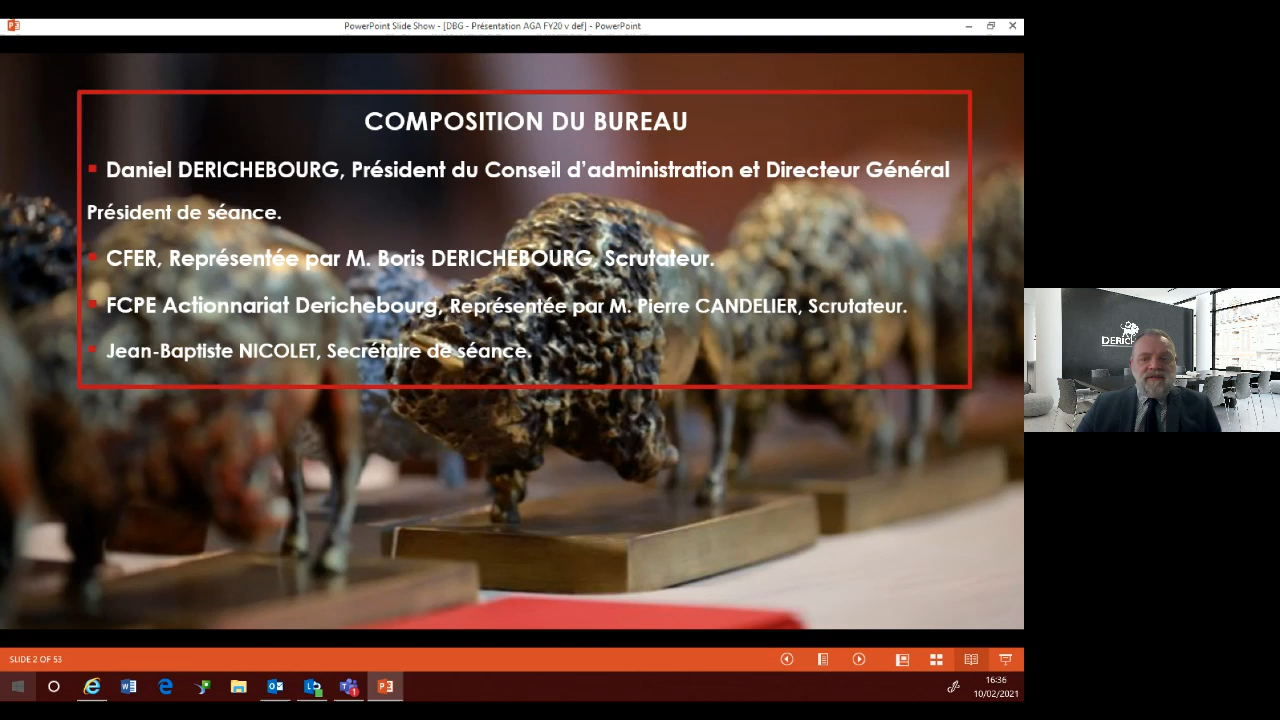 PowerPoint Slide Show - [DBG - Présentation AGA FY20 v def] - PowerPoint
COMPOSITION DU BUREAU
Daniel DERICHEBOURG, Président du Conseil d'administration et Directeur Général
Président de séance.
CFER, Représentée par M. Boris DERICHEBOURG, Scrutateur.
FCPE Actionnariat Derichebourg, Représentée par M. Pierre CANDELIER, Scrutateur.
Jean-Baptiste NICOLET, Secrétaire de séance.
SLIDE 2 OF 53
16:36
10/02/2021